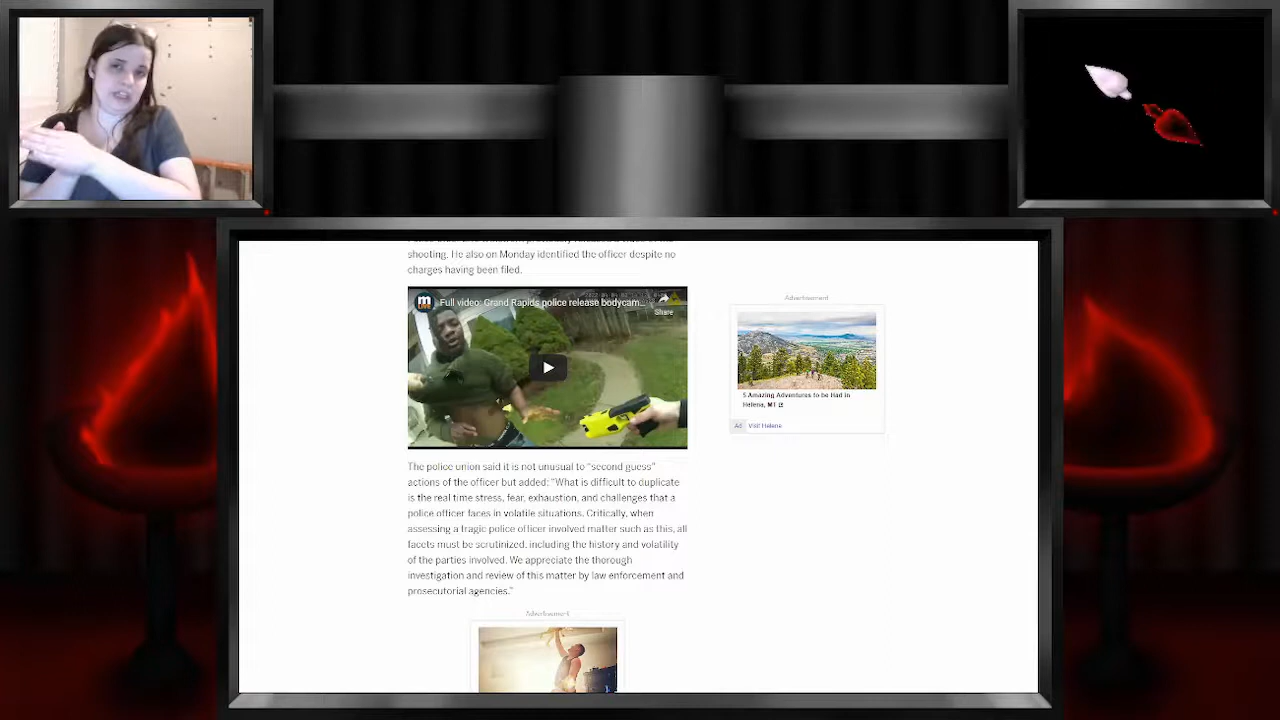 shooting. He also on Monday identified the officer despite no
charges having been filed.
Full video: Grand Rapids police release bodycam...
Share
Advertisement
5 Amazing Adventures to be Had in
Helena, MT
Ad Visit Helena
The police union said it is not unusual to “second guess”
actions of the officer but added: “What is difficult to duplicate
is the real time stress, fear, exhaustion, and challenges that a
police officer faces in volatile situations. Critically, when
assessing a tragic police officer involved matter such as this, all
facets must be scrutinized, including the history and volatility
of the parties involved. We appreciate the thorough
investigation and review of this matter by law enforcement and
prosecutorial agencies.”
Advertisement